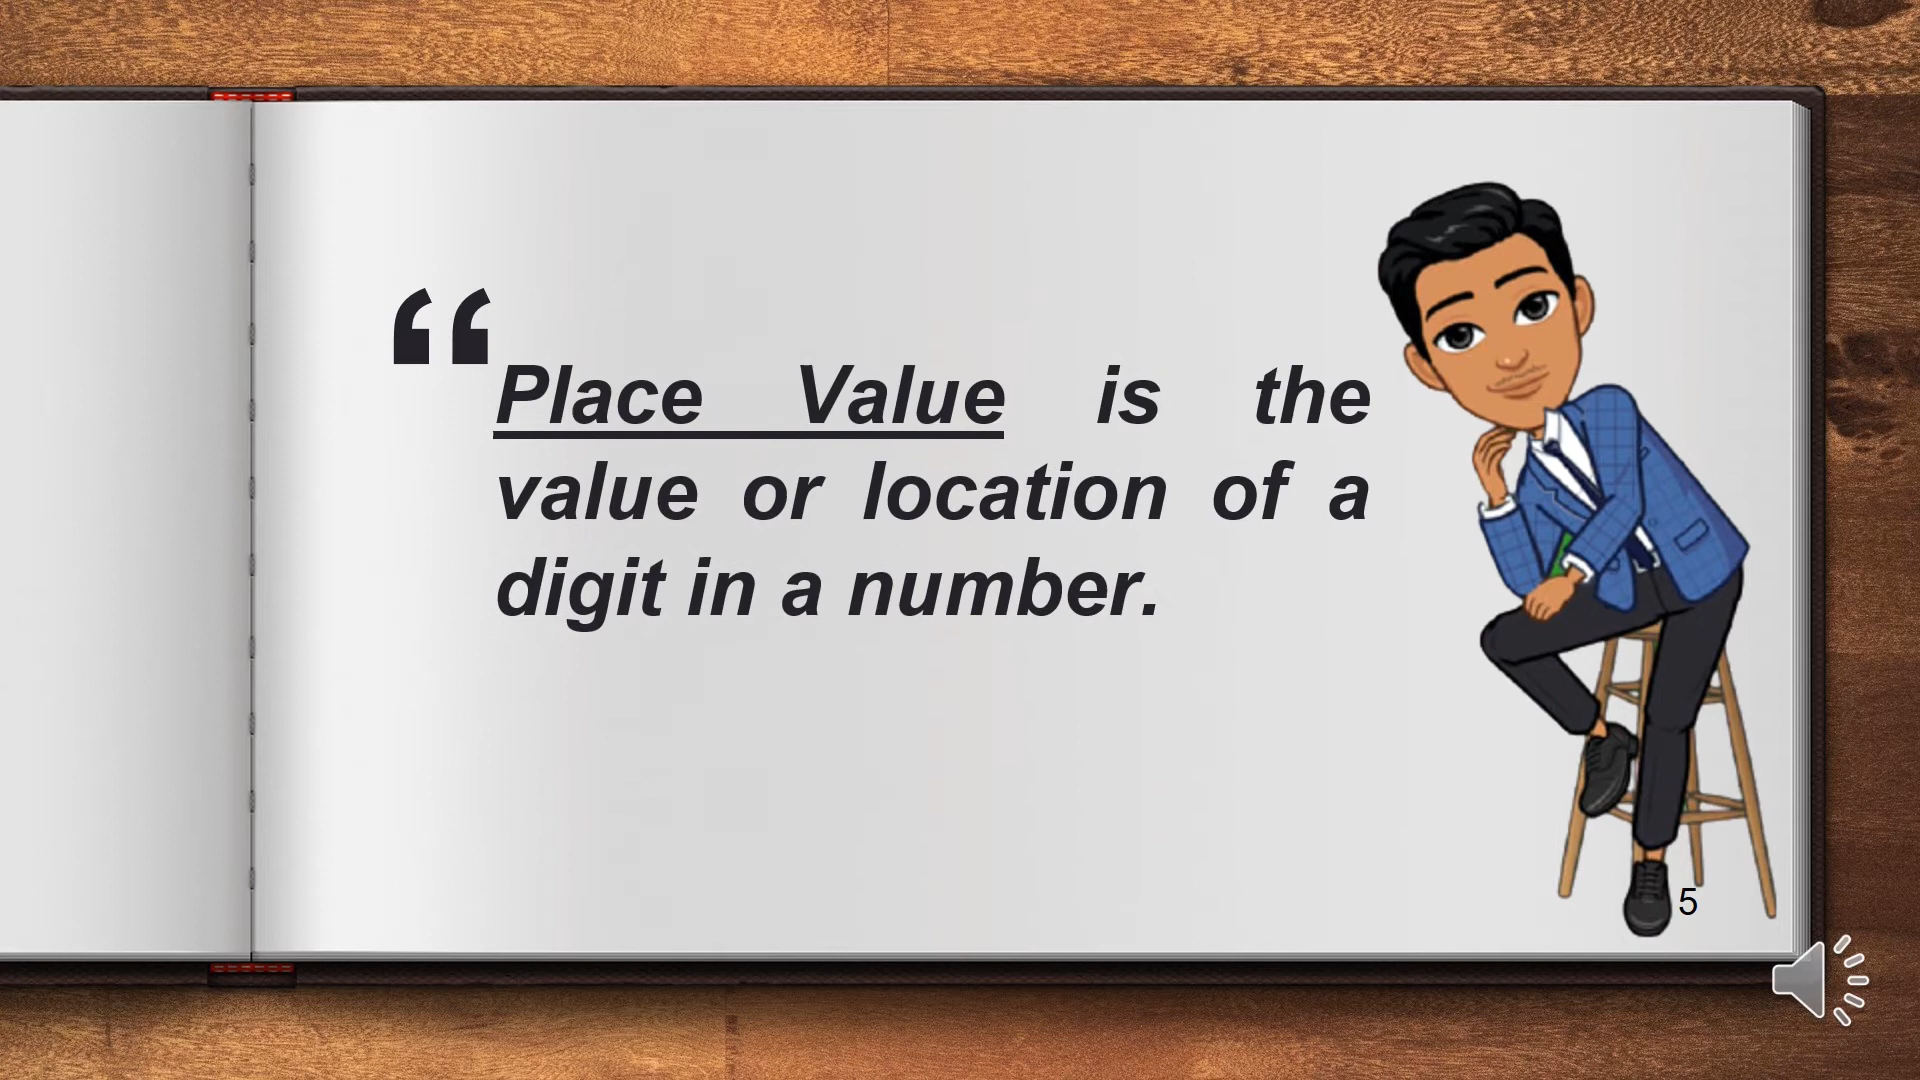 “
Place Value is the
value or location of a
digit in a number.
5